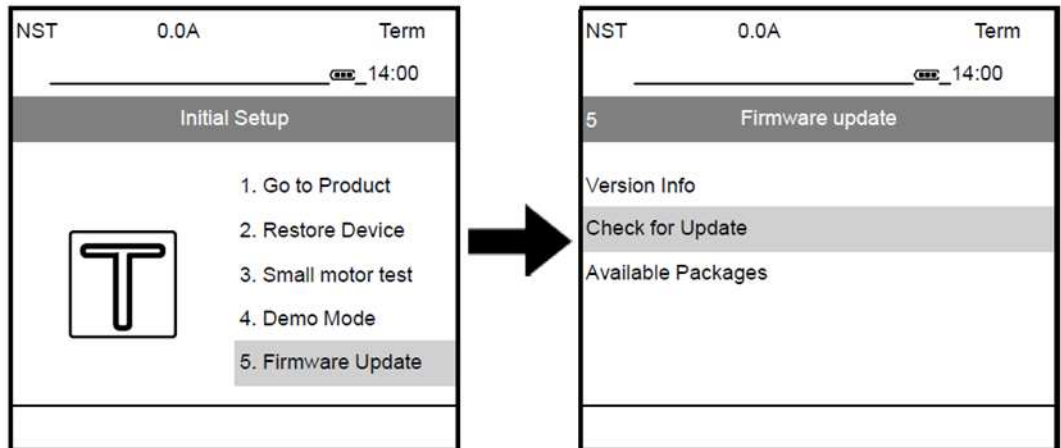 NST 0.0A Term
14:00
Initial Setup
1. Go to Product
2. Restore Device
3. Small motor test
4. Demo Mode
5. Firmware Update
T
NST 0.0A Term
14:00
5 Firmware update
Version Info
Check for Update
Available Packages